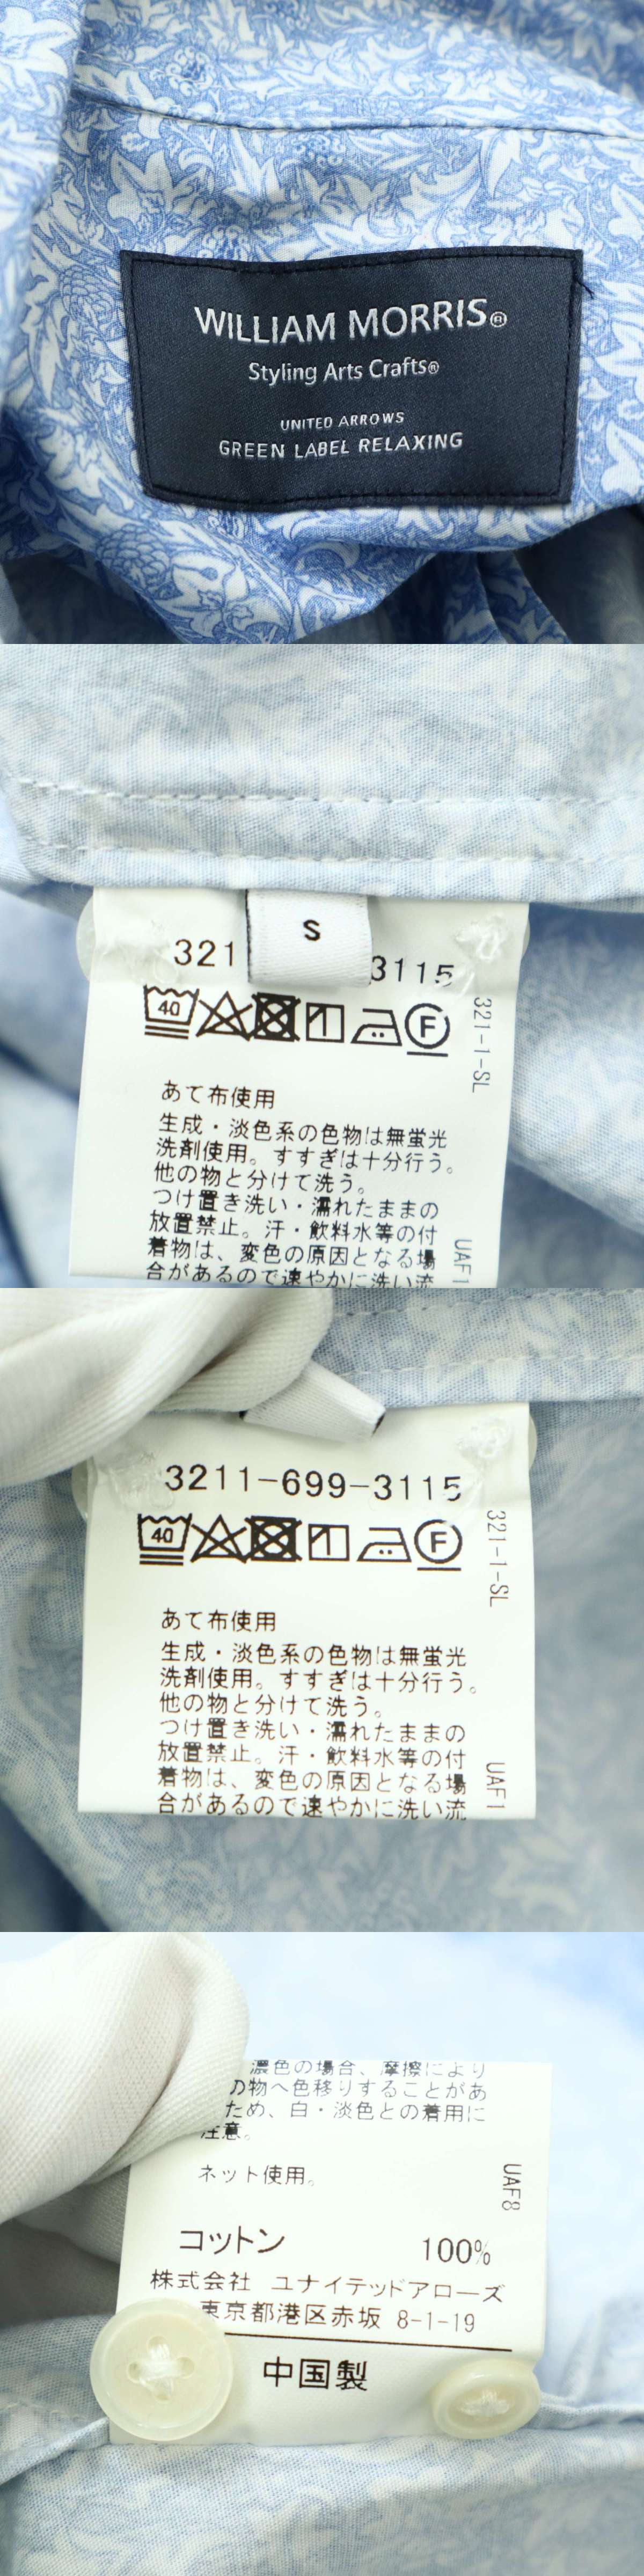 WILLIAM MORRIS®
Styling Arts Crafts®
UNITED ARROWS
GREEN LABEL RELAXING
S
321 3115
40 F
321-1-SL
あて布使用
生成・淡色系の色物は無蛍光
洗剤使用。すすぎは十分行う。
他の物と分けて洗う。
つけ置き洗い・濡れたままの
放置禁止。汗・飲料水等の付
着物は、変色の原因となる場
合があるので速やかに洗い流
UAF1
3211-699-3115
40 F
321-1-SL
あて布使用
生成・淡色系の色物は無蛍光
洗剤使用。すすぎは十分行う。
他の物と分けて洗う。
つけ置き洗い・濡れたままの
放置禁止。汗・飲料水等の付
着物は、変色の原因となる場
合があるので速やかに洗い流
UAF1
濃色の場合、摩擦により
の物へ色移りすることがあ
ため、白・淡色との着用に
注意。
ネット使用。
UAF8
コットン 100%
株式会社 ユナイテッドアローズ
東京都港区赤坂 8-1-19
中国製